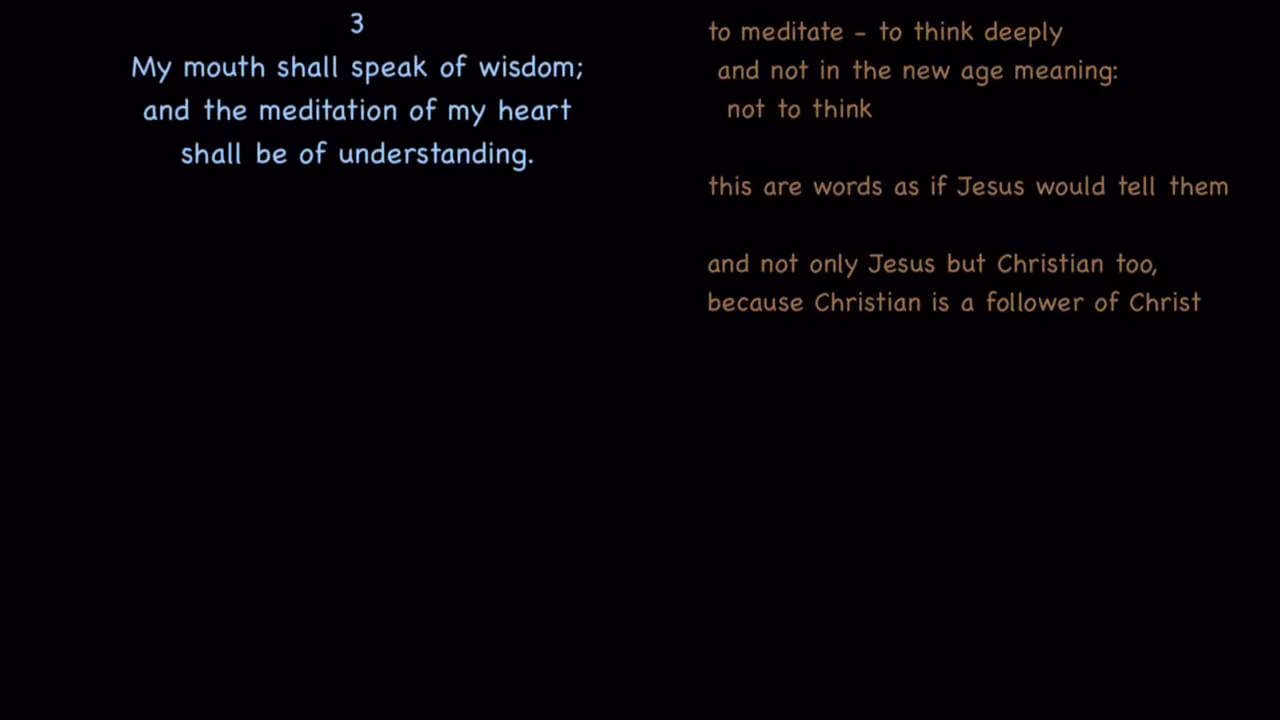 3
My mouth shall speak of wisdom;
and the meditation of my heart
shall be of understanding.
to meditate - to think deeply
and not in the new age meaning:
not to think
this are words as if Jesus would tell them
and not only Jesus but Christian too,
because Christian is a follower of Christ